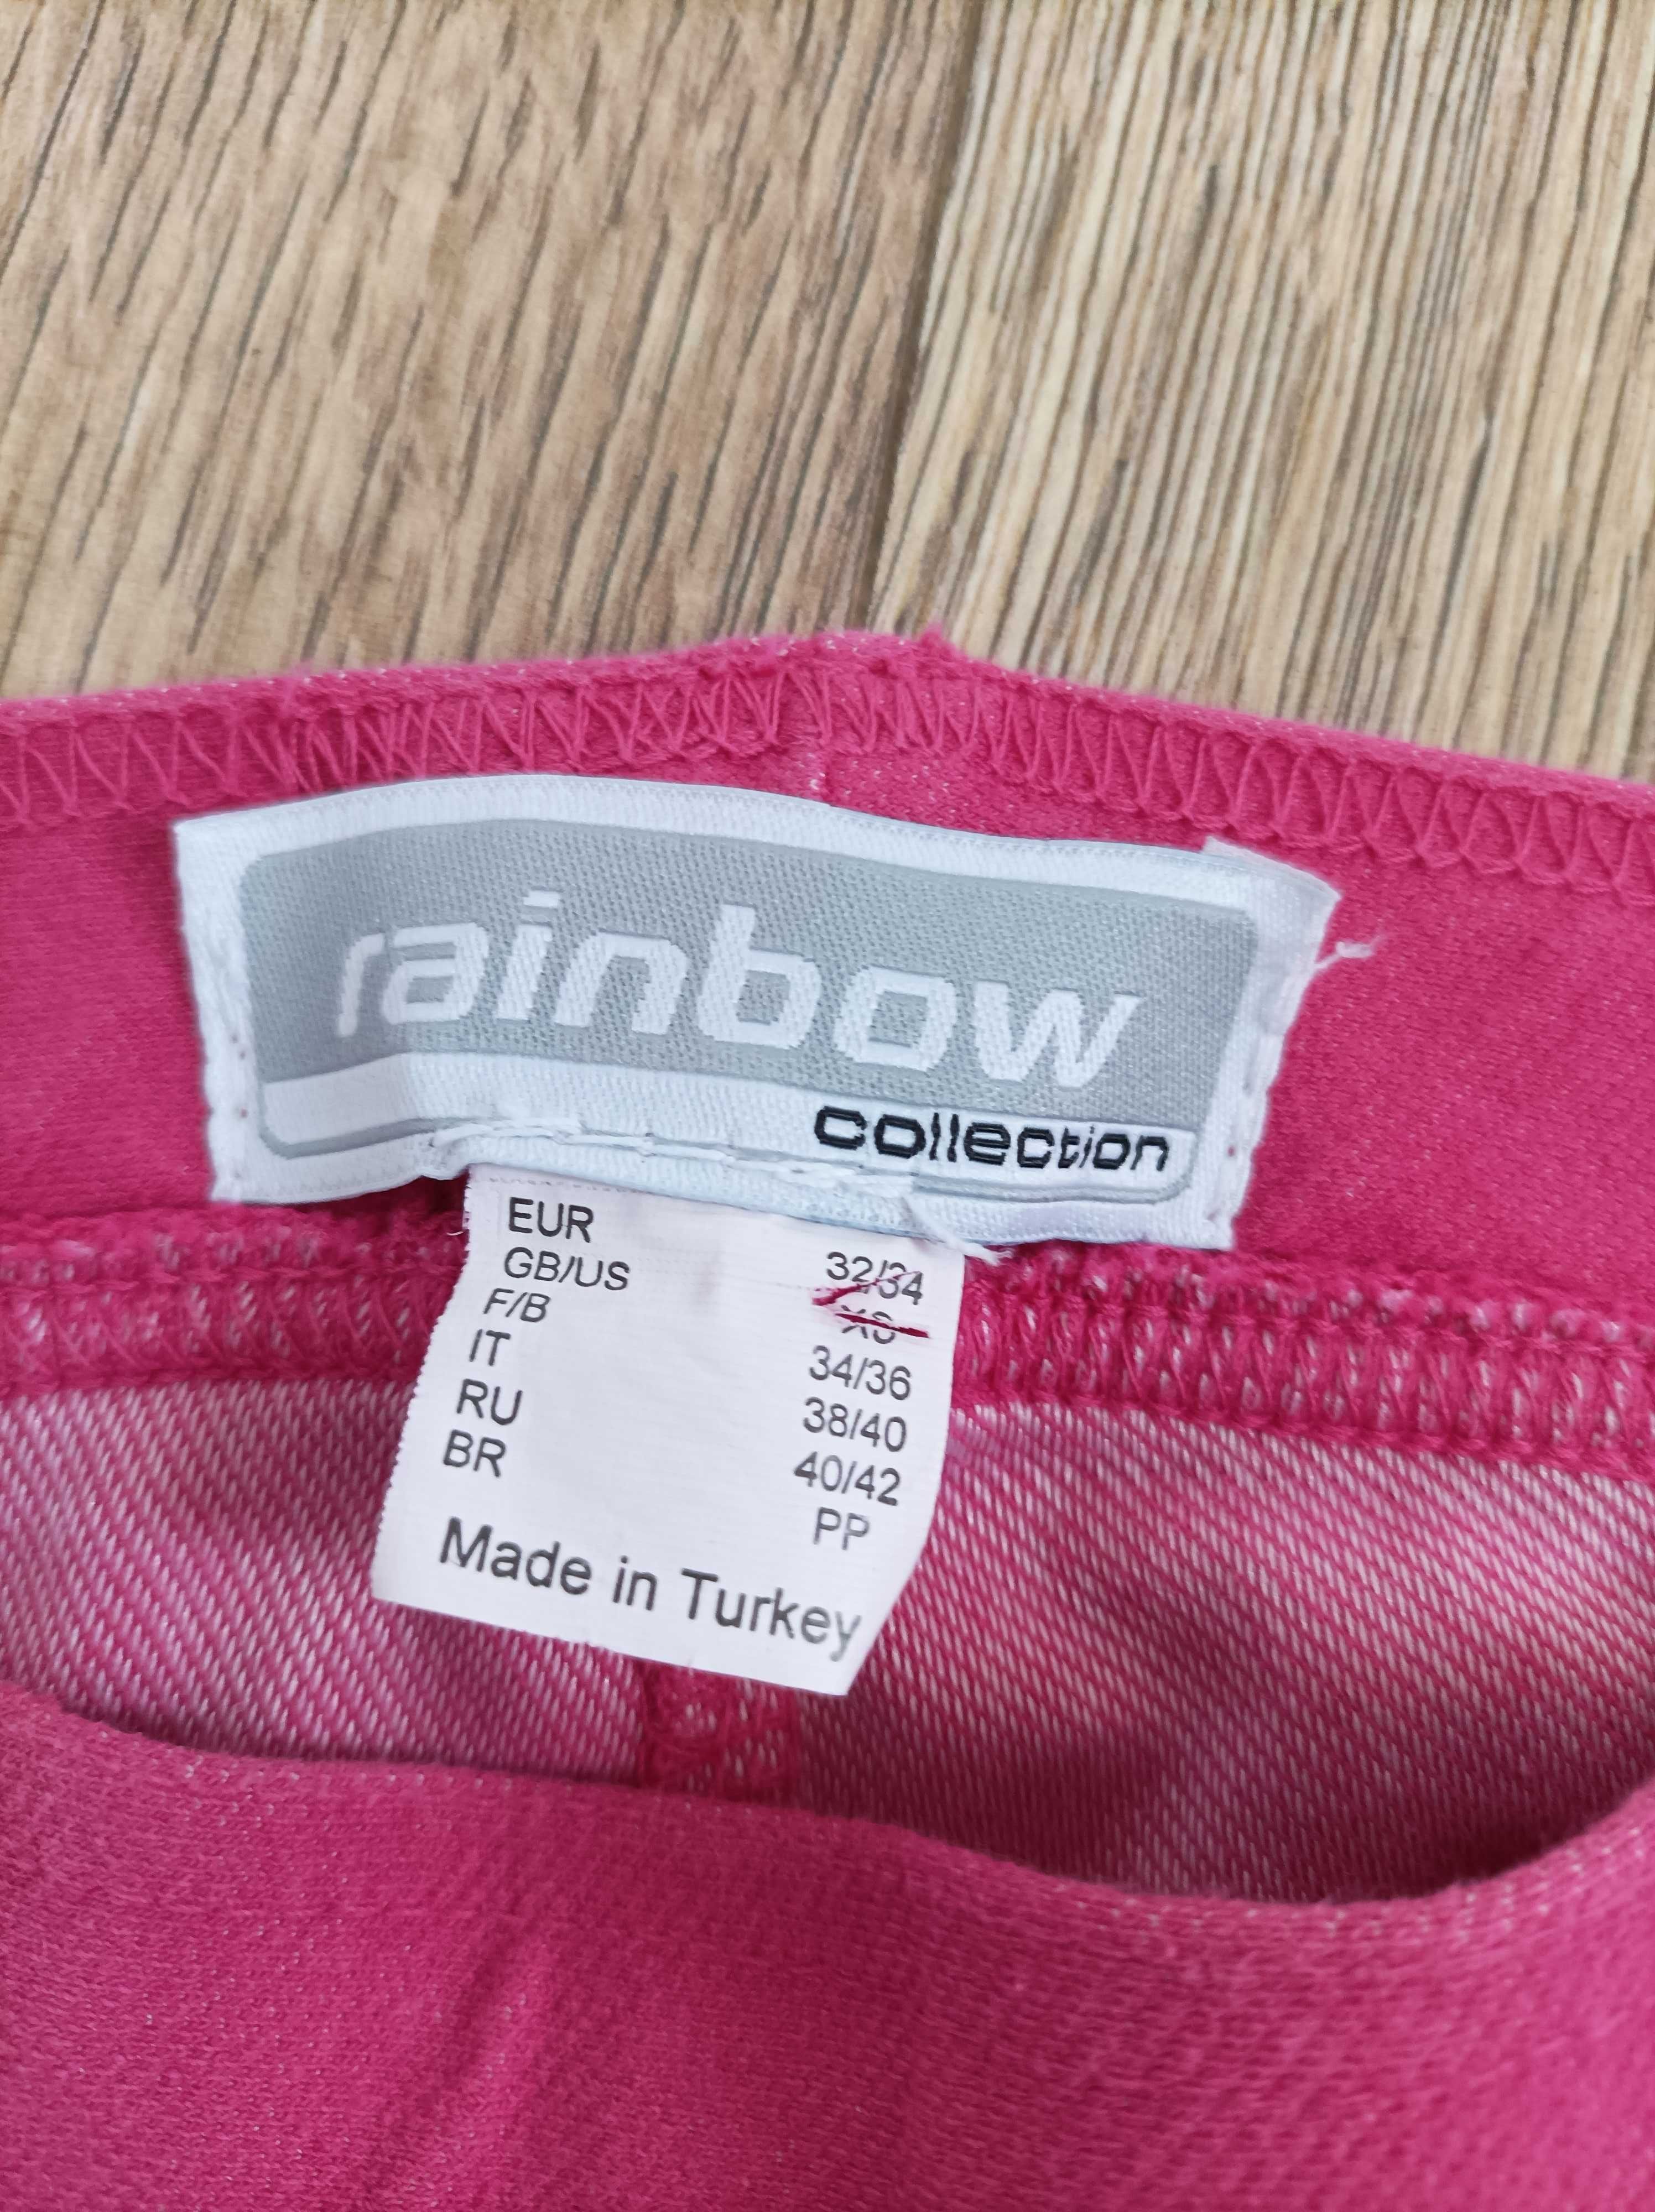 rainbow
collection
EUR 32/34
GB/US XS
F/B 34/36
IT 38/40
RU 40/42
BR PP
Made in Turkey